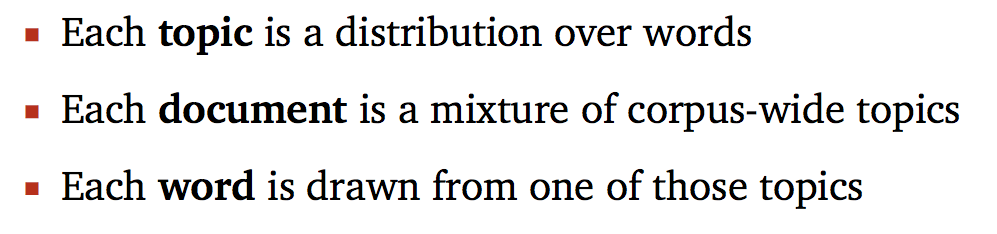 Each topic is a distribution over words
Each document is a mixture of corpus-wide topics
Each word is drawn from one of those topics